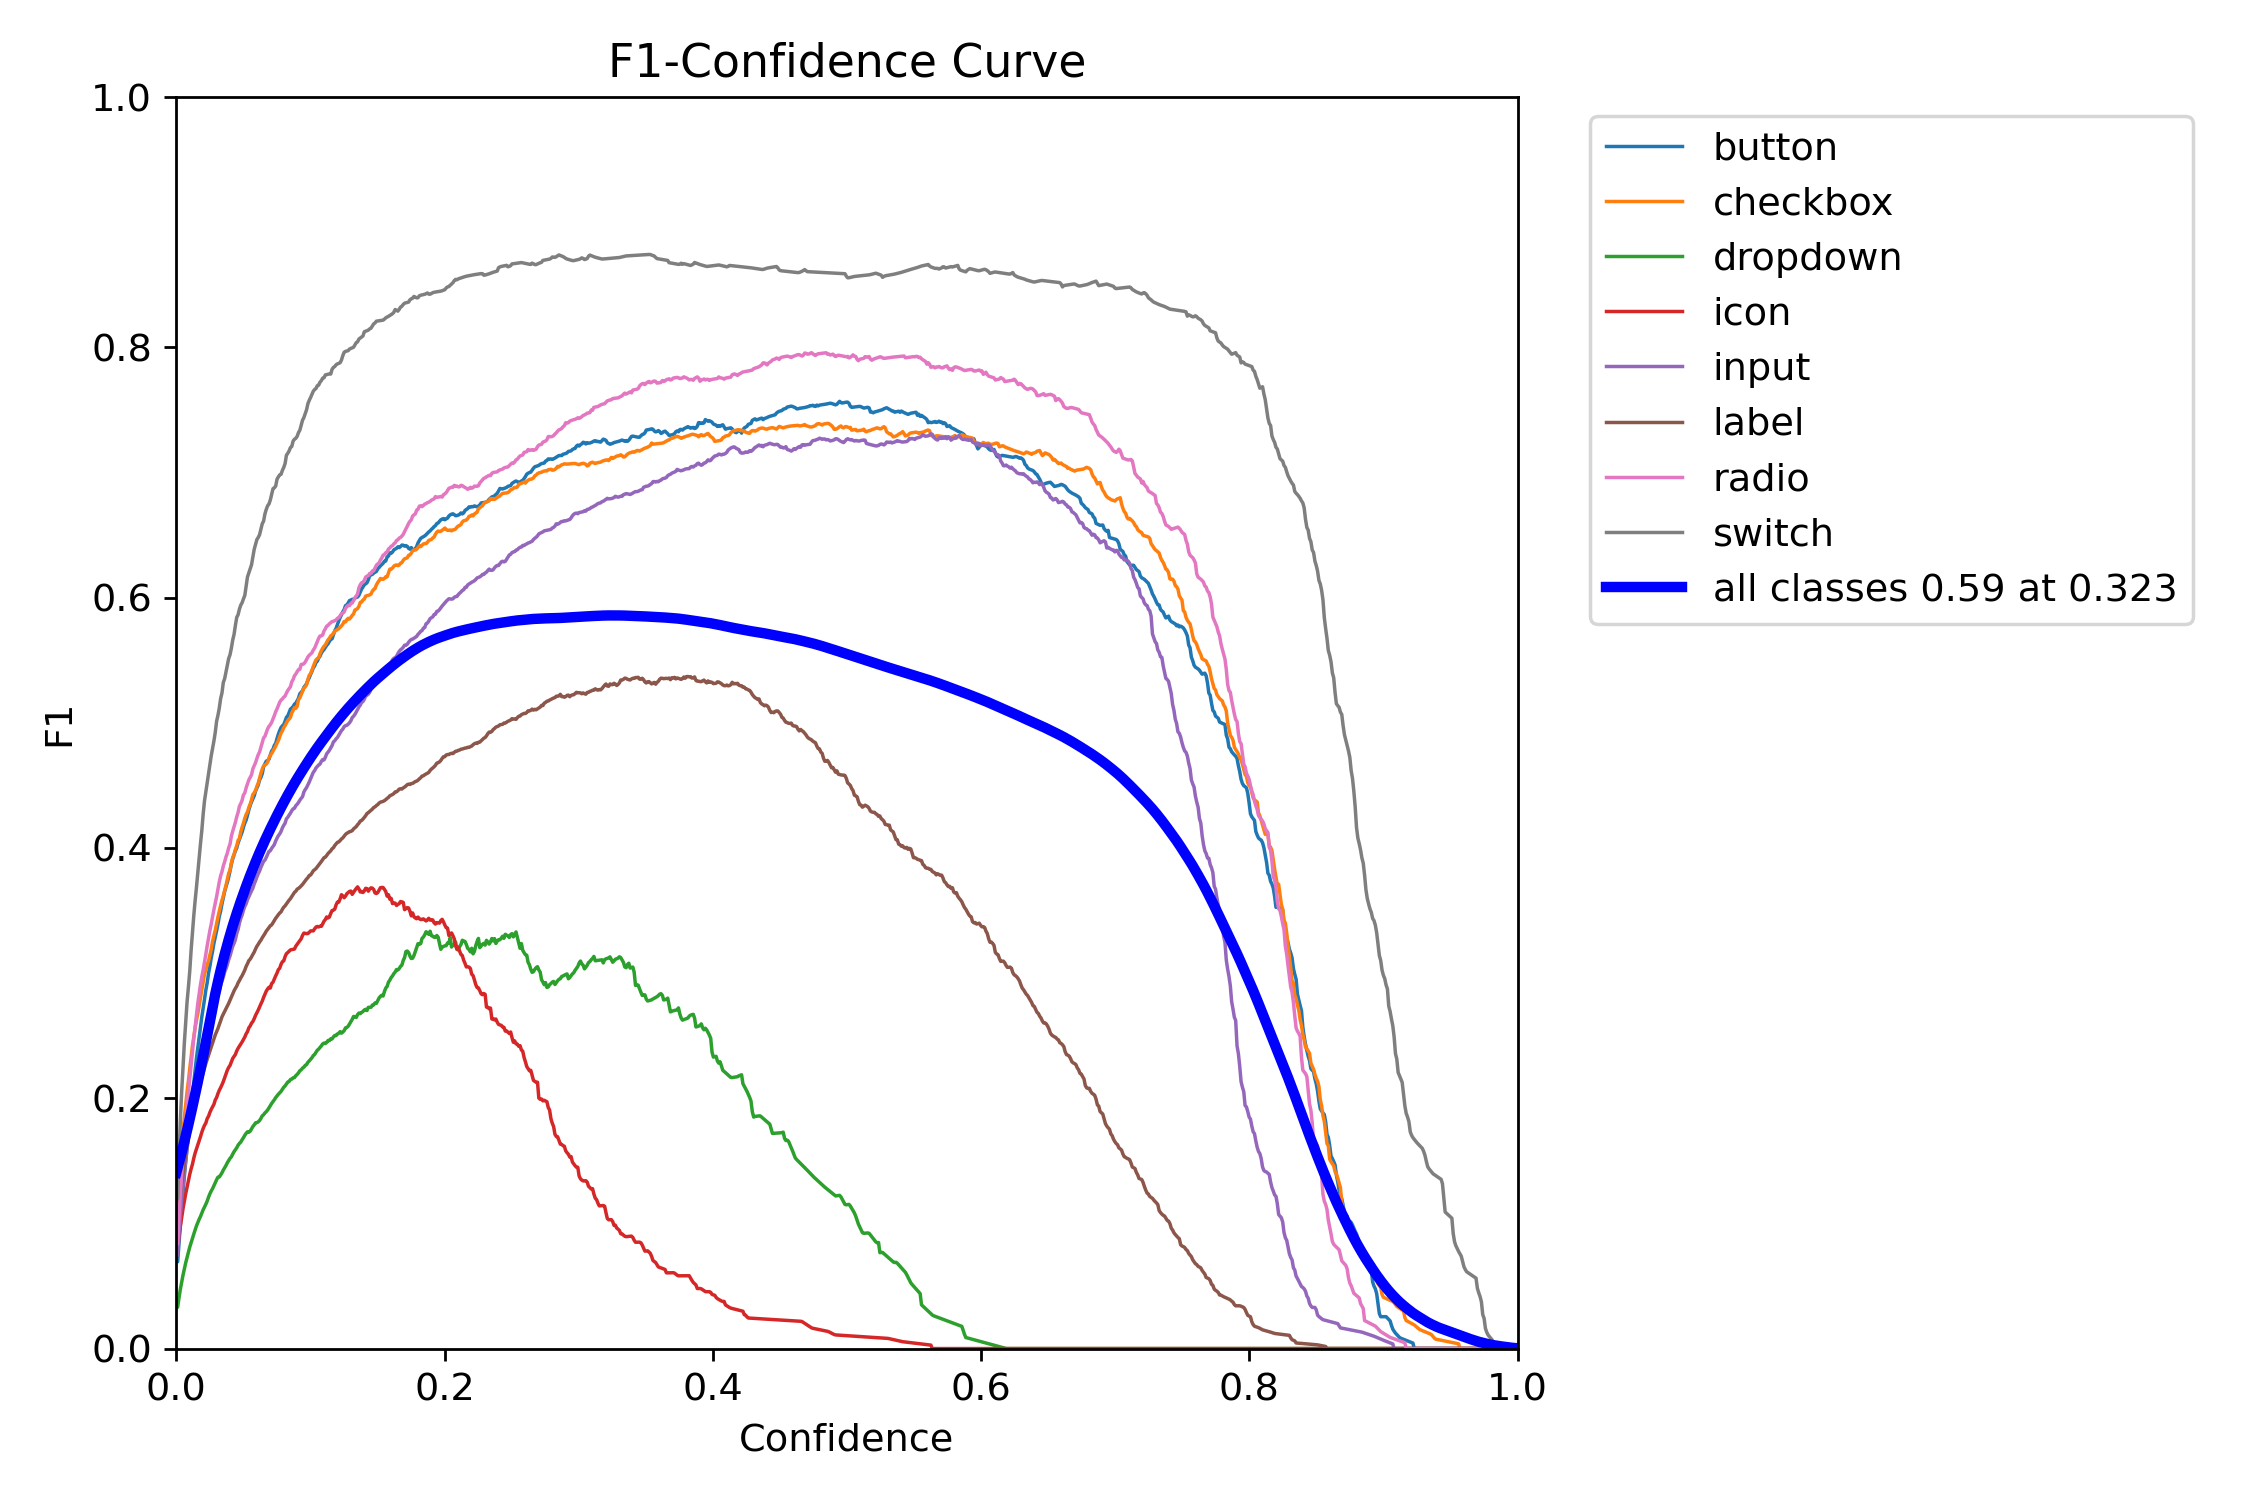 F1-Confidence Curve
1.0
0.8
0.6
0.4
0.2
0.0
F1
0.0 0.2 0.4 0.6 0.8 1.0
Confidence
button
checkbox
dropdown
icon
input
label
radio
switch
all classes 0.59 at 0.323